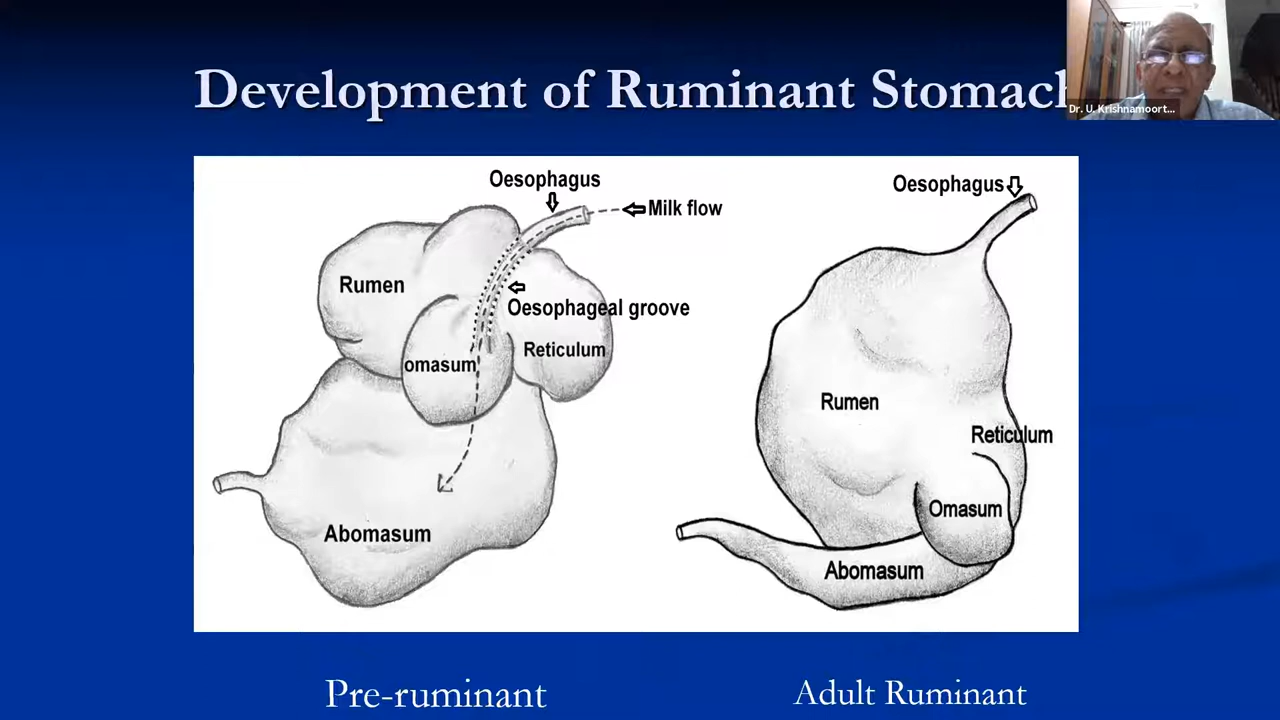 Development of Ruminant Stomach
Dr. U. Krishnamoort...
Oesophagus
Milk flow
Rumen
Oesophageal groove
omasum
Reticulum
Abomasum
Oesophagus
Rumen
Reticulum
Omasum
Abomasum
Pre-ruminant
Adult Ruminant